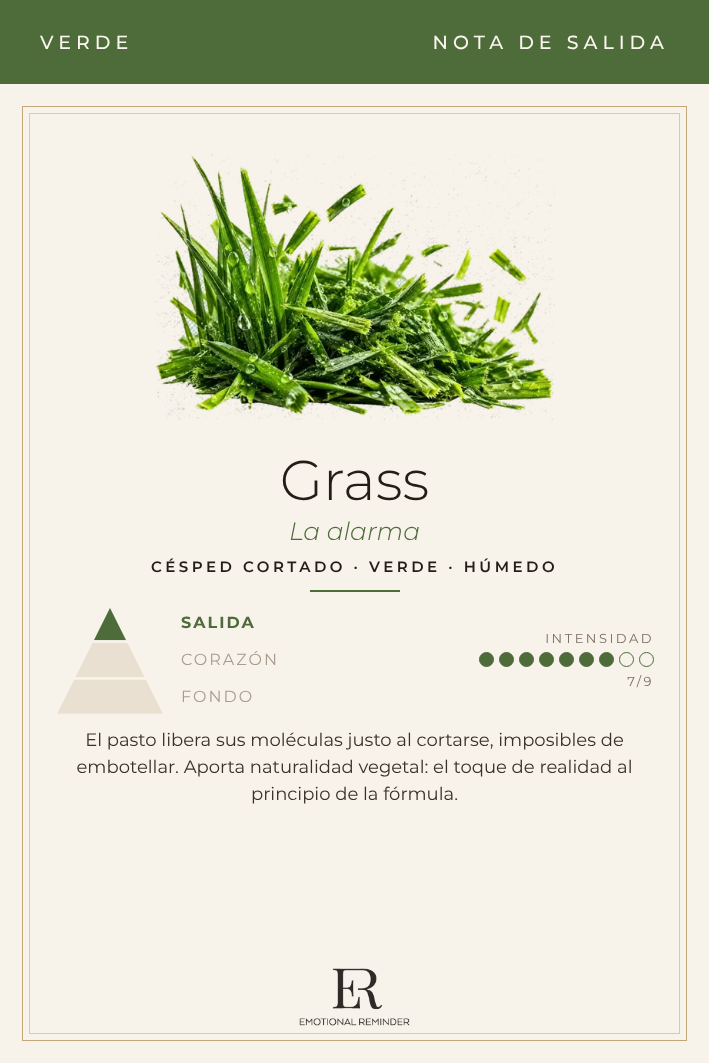 VERDE
NOTA DE SALIDA
Grass
La alarma
CÉSPED CORTADO · VERDE · HÚMEDO
SALIDA
CORAZÓN
FONDO
INTENSIDAD
7/9
El pasto libera sus moléculas justo al cortarse, imposibles de
embotellar. Aporta naturalidad vegetal: el toque de realidad al
principio de la fórmula.
ER
EMOTIONAL REMINDER